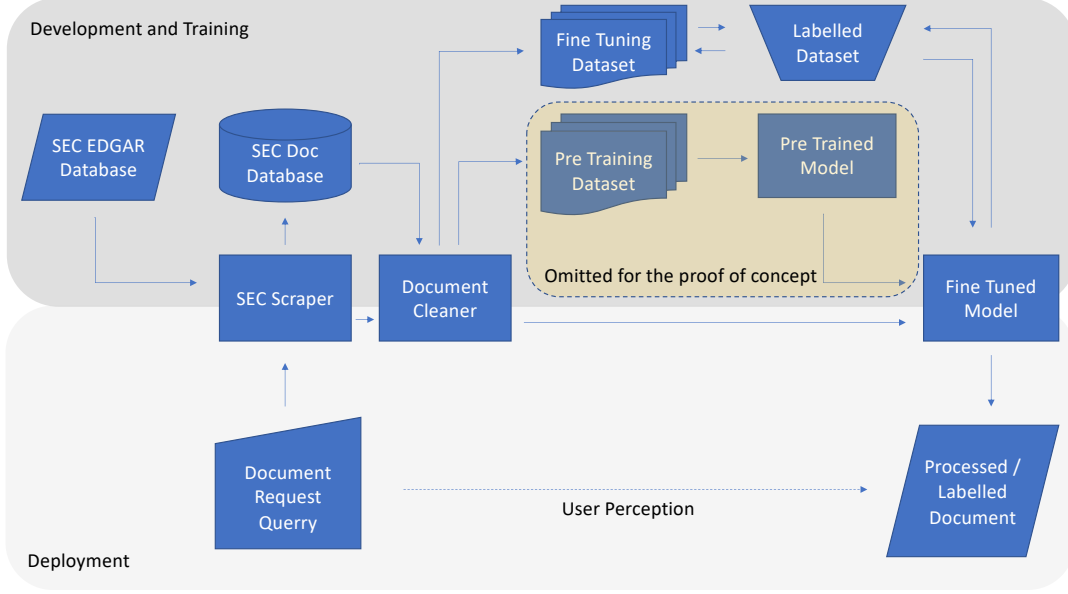 Development and Training
Fine Tuning
Dataset
Labelled
Dataset
SEC EDGAR
Database
SEC Doc
Database
Pre Training
Dataset
Pre Trained
Model
Omitted for the proof of concept
SEC Scraper
Document
Cleaner
Fine Tuned
Model
Document
Request
Querry
User Perception
Processed /
Labelled
Document
Deployment